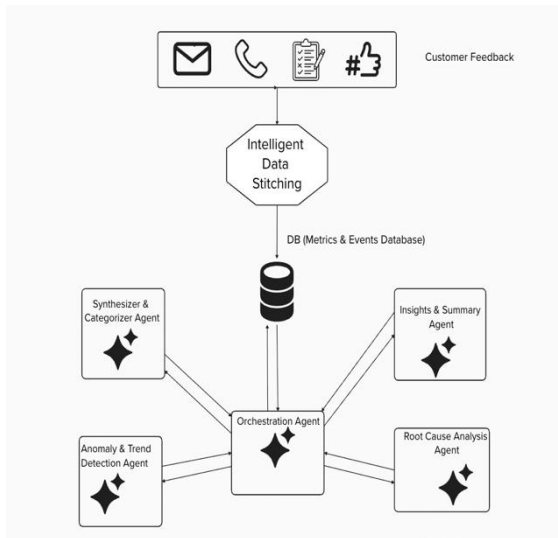 Customer Feedback
Intelligent
Data
Stitching
DB (Metrics & Events Database)
Synthesizer &
Categorizer Agent
Insights & Summary
Agent
Orchestration Agent
Anomaly & Trend
Detection Agent
Root Cause Analysis
Agent